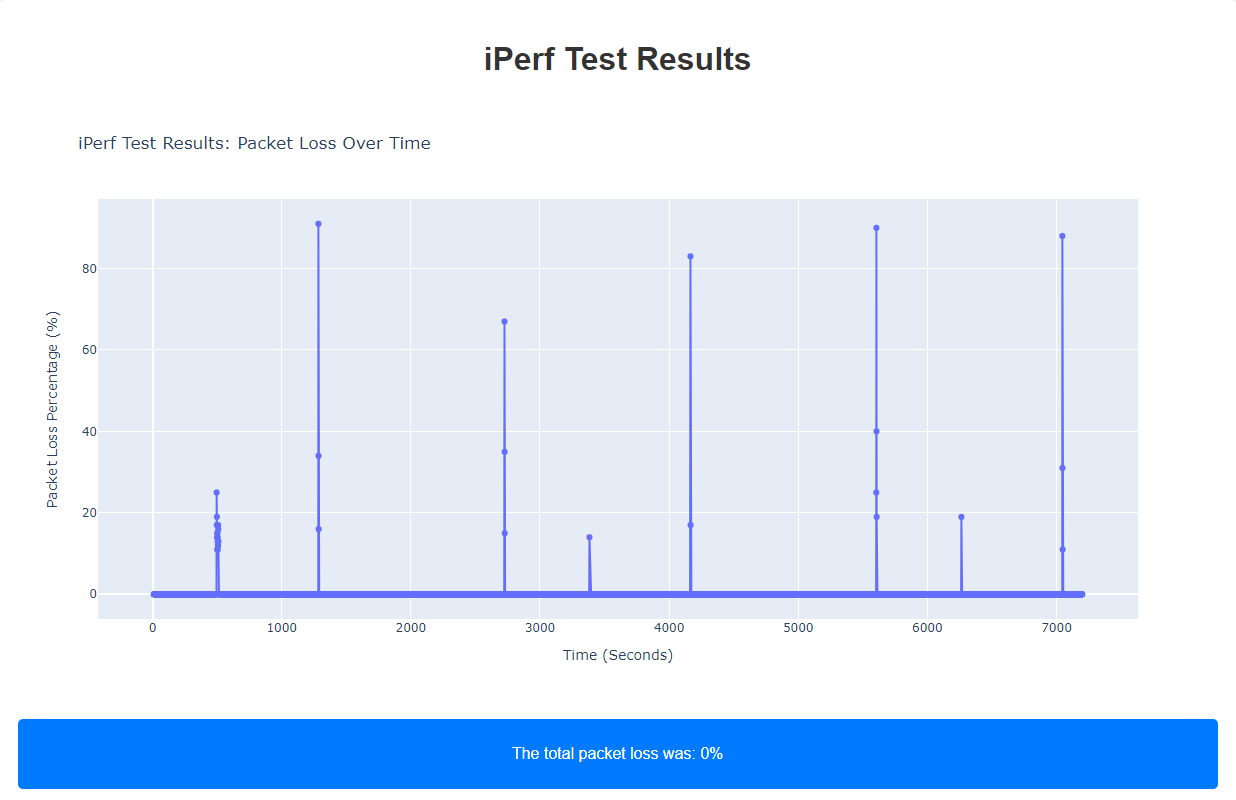 iPerf Test Results
iPerf Test Results: Packet Loss Over Time
Packet Loss Percentage (%)
80
60
40
20
0
0 1000 2000 3000 4000 5000 6000 7000
Time (Seconds)
The total packet loss was: 0%